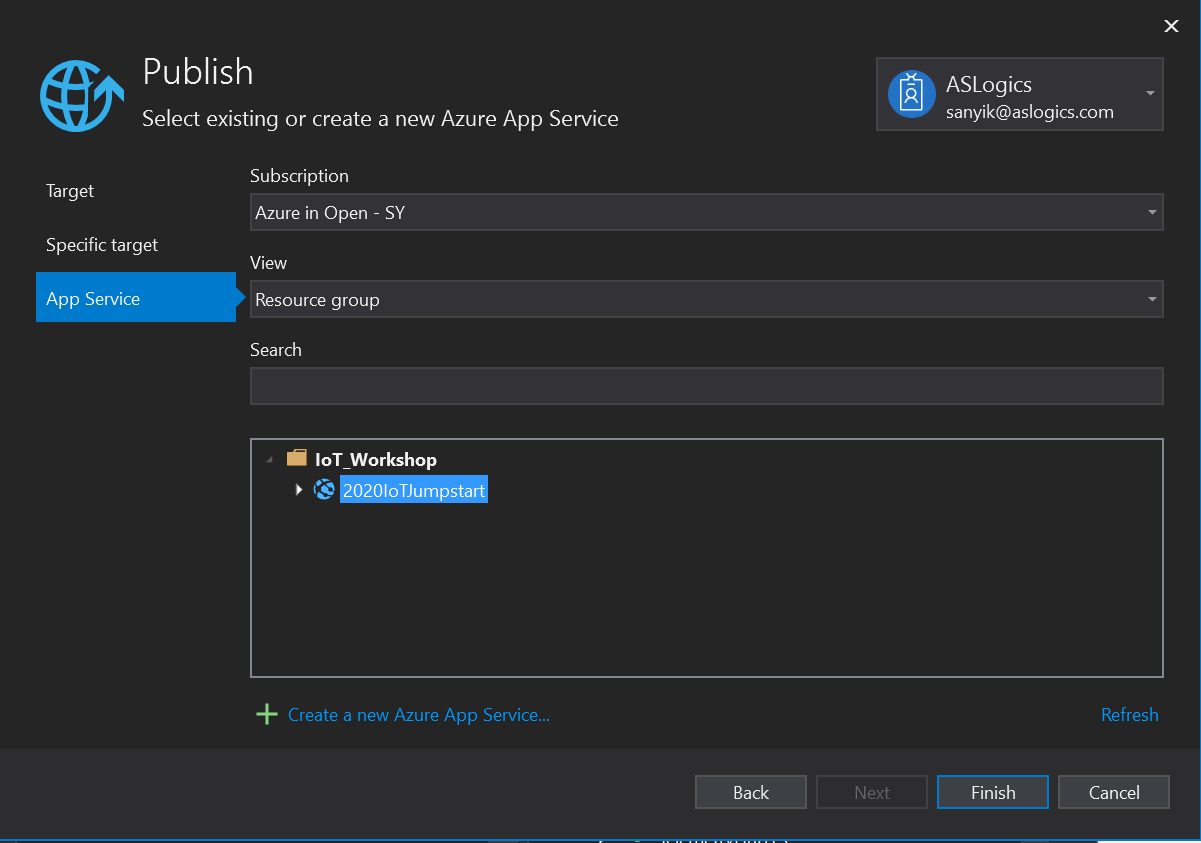 Publish
Select existing or create a new Azure App Service
ASLogics
sanyik@aslogics.com
Target
Specific target
App Service
Subscription
Azure in Open - SY
View
Resource group
Search
IoT_Workshop
2020IoTJumpstart
Create a new Azure App Service...
Refresh
Back
Next
Finish
Cancel